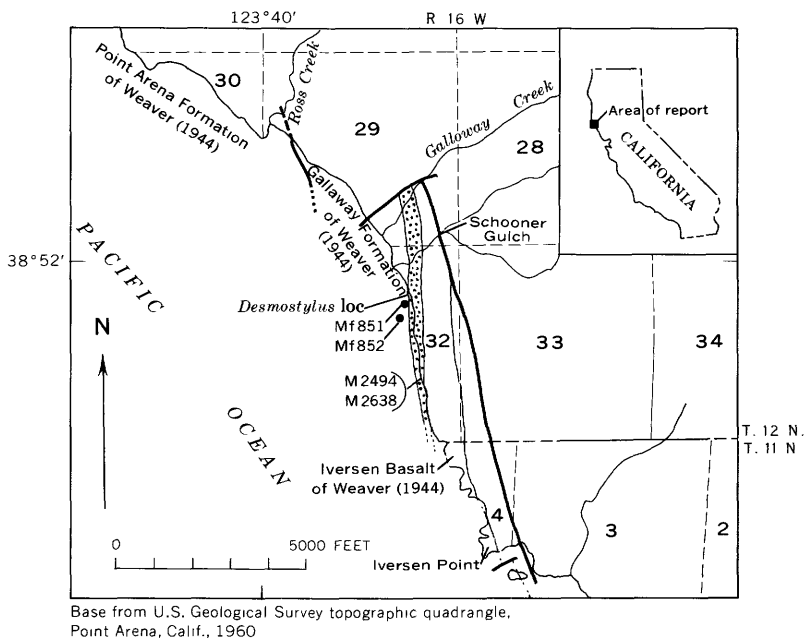 123°40′
R 16 W
Point Arena Formation
of Weaver (1944)
30
Ross Creek
29
Galloway Creek
28
Area of report
CALIFORNIA
Gallaway Formation
of Weaver
(1944)
Schooner
Gulch
PACIFIC
OCEAN
38°52′
Desmostylus loc
Mf851
Mf852
N
32
33
34
M2494
M2638
T. 12 N.
T. 11 N
Iversen Basalt
of Weaver (1944)
4
3
2
0
5000 FEET
Iversen Point
Base from U.S. Geological Survey topographic quadrangle,
Point Arena, Calif., 1960